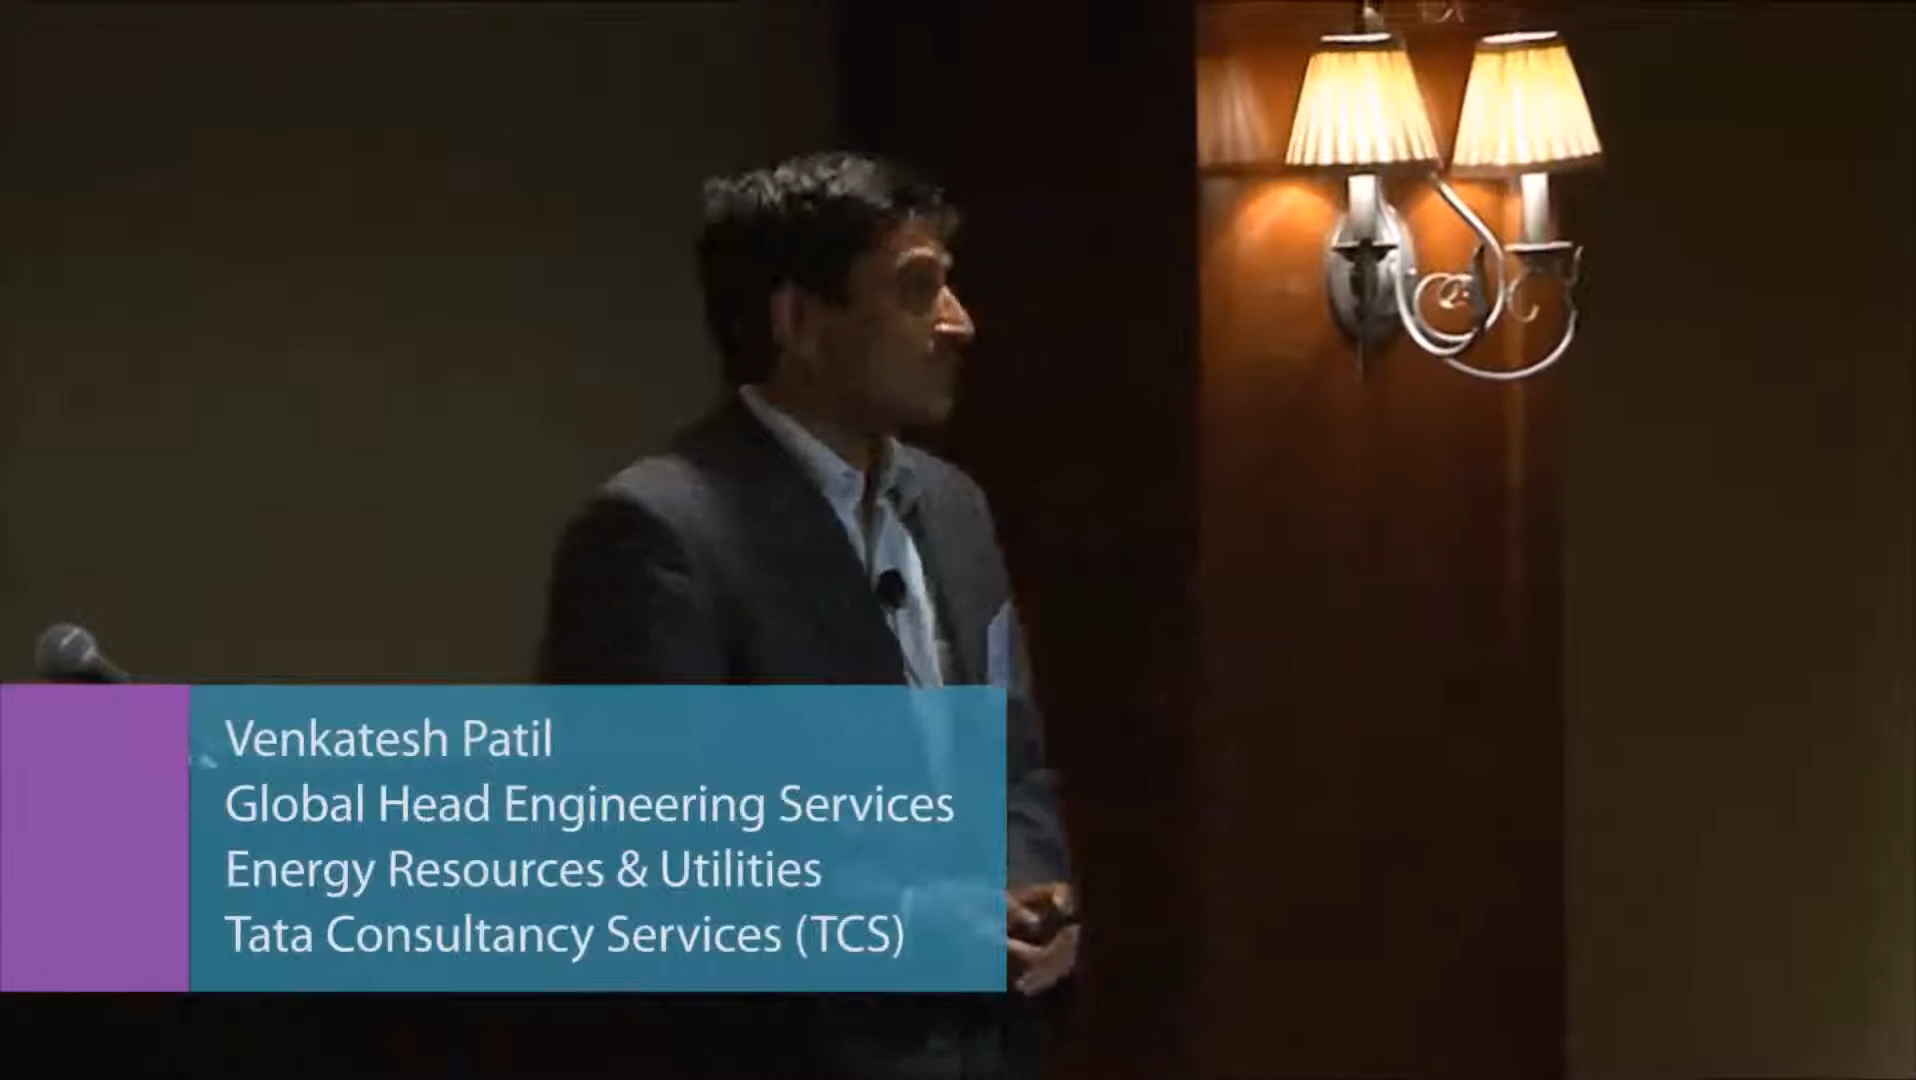 Venkatesh Patil
Global Head Engineering Services
Energy Resources & Utilities
Tata Consultancy Services (TCS)